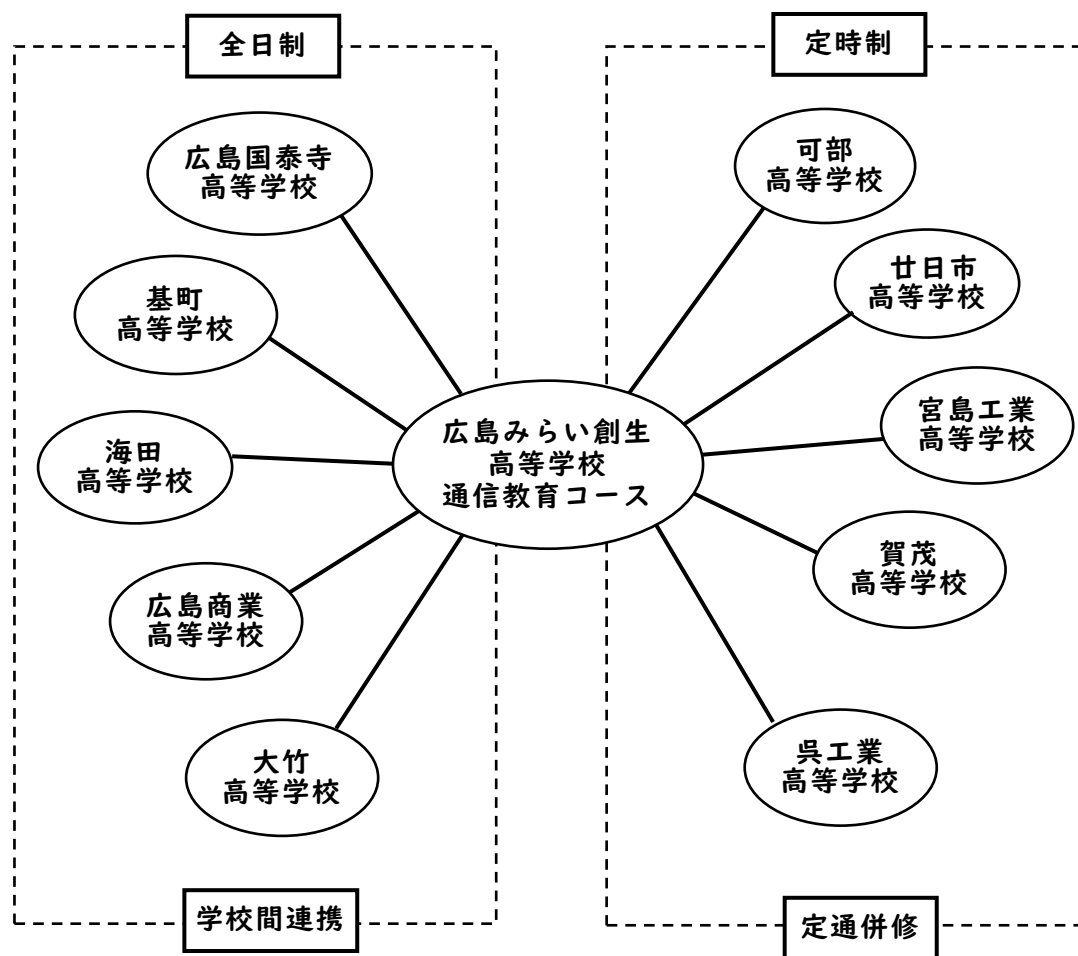 全日制
定時制
広島国泰寺
高等学校
基町
高等学校
海田
高等学校
広島商業
高等学校
大竹
高等学校
広島みらい創生
高等学校
通信教育コース
可部
高等学校
廿日市
高等学校
宮島工業
高等学校
賀茂
高等学校
呉工業
高等学校
学校間連携
定通併修